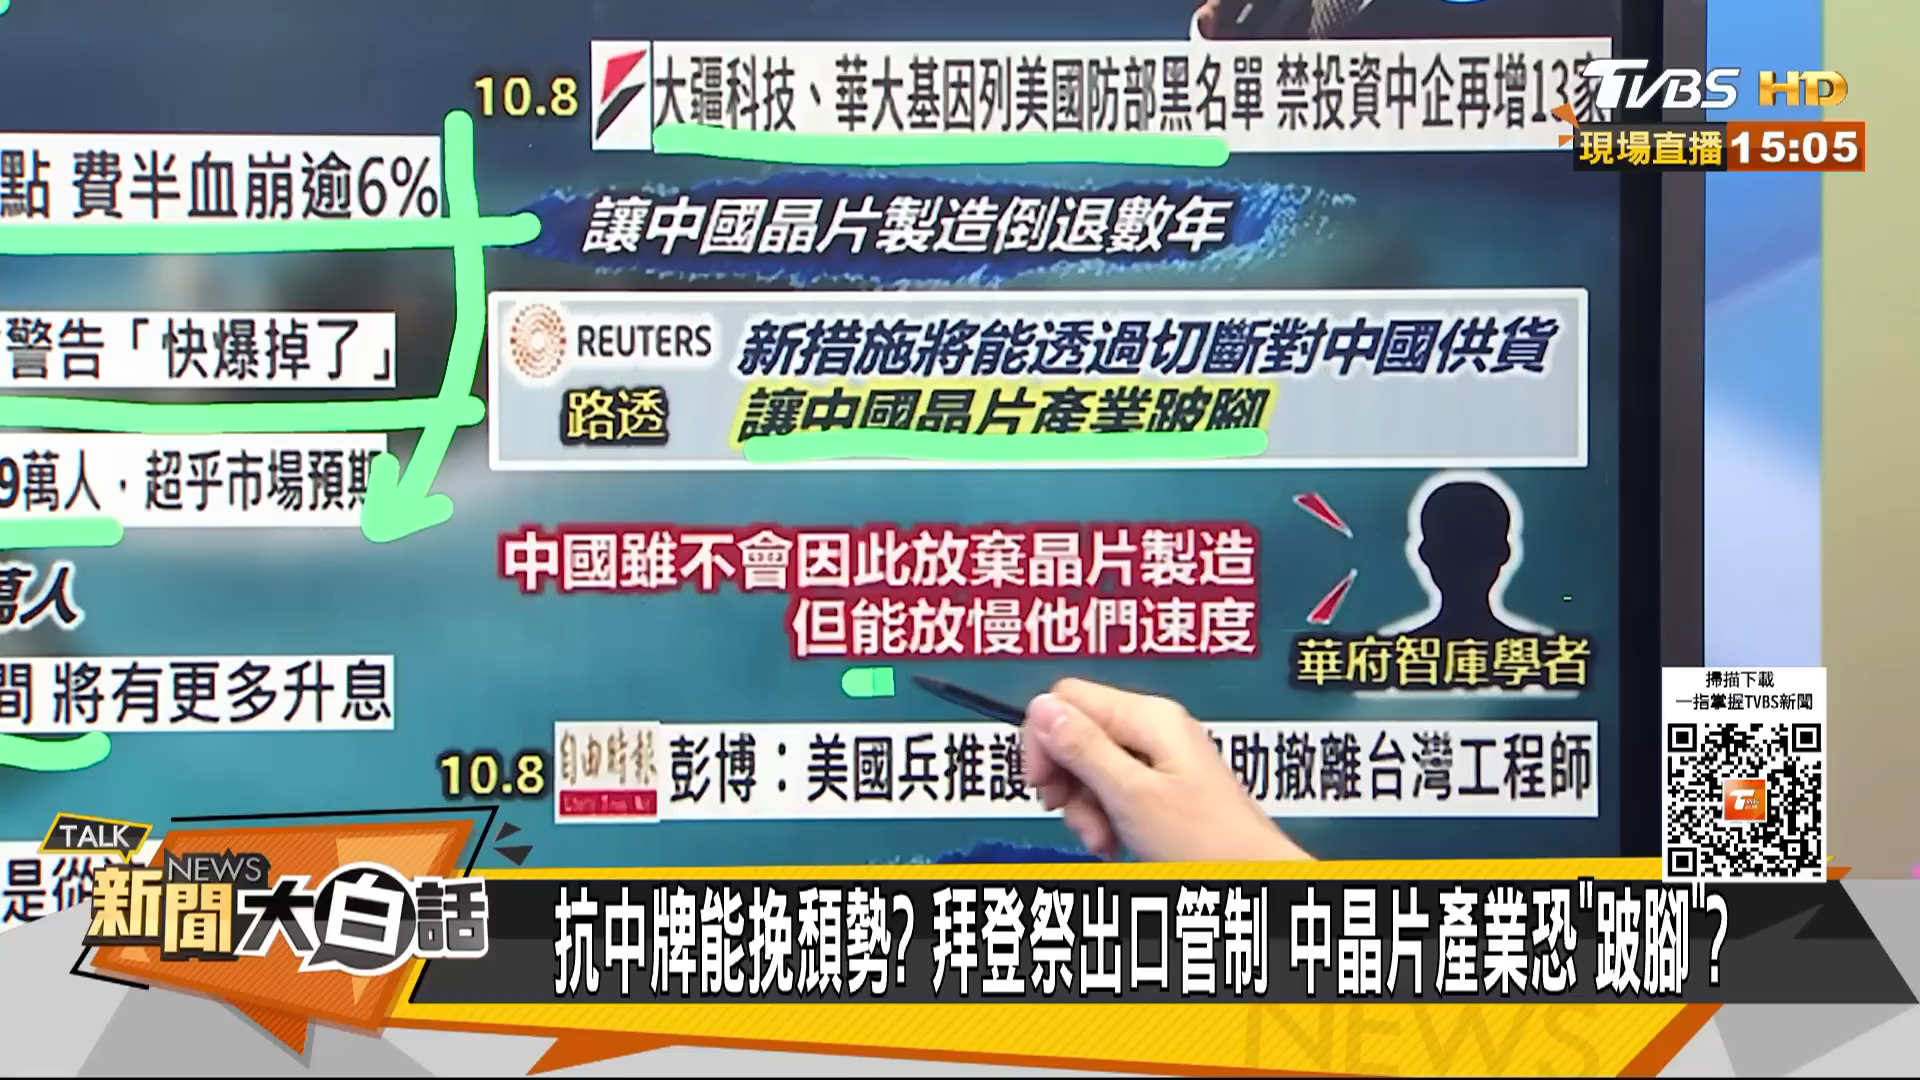 10.8 大疆科技、華大基因列美國防部黑名單 禁投資中企再增13家
TVBS HD
現場直播 15:05
點 費半血崩逾6%
讓中國晶片製造倒退數年
警告「快爆掉了」
REUTERS
路透
新措施將能透過切斷對中國供貨
讓中國晶片產業跛腳
9萬人，超乎市場預期
中國雖不會因此放棄晶片製造
但能放慢他們速度
華府智庫學者
萬人
間 將有更多升息
掃描下載
一指掌握TVBS新聞
10.8 自由時報 彭博：美國兵推護 助撤離台灣工程師
是從
TALK
NEWS
新聞大白話
抗中牌能挽頹勢? 拜登祭出口管制 中晶片產業恐"跛腳"?
NEWS